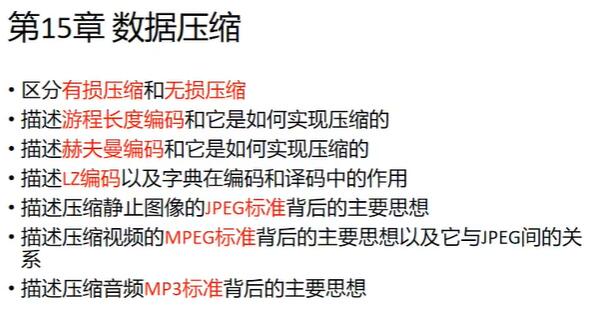 第15章 数据压缩
• 区分有损压缩和无损压缩
• 描述游程长度编码和它是如何实现压缩的
• 描述赫夫曼编码和它是如何实现压缩的
• 描述LZ编码以及字典在编码和译码中的作用
• 描述压缩静止图像的JPEG标准背后的主要思想
• 描述压缩视频的MPEG标准背后的主要思想以及它与JPEG间的关
系
• 描述压缩音频MP3标准背后的主要思想